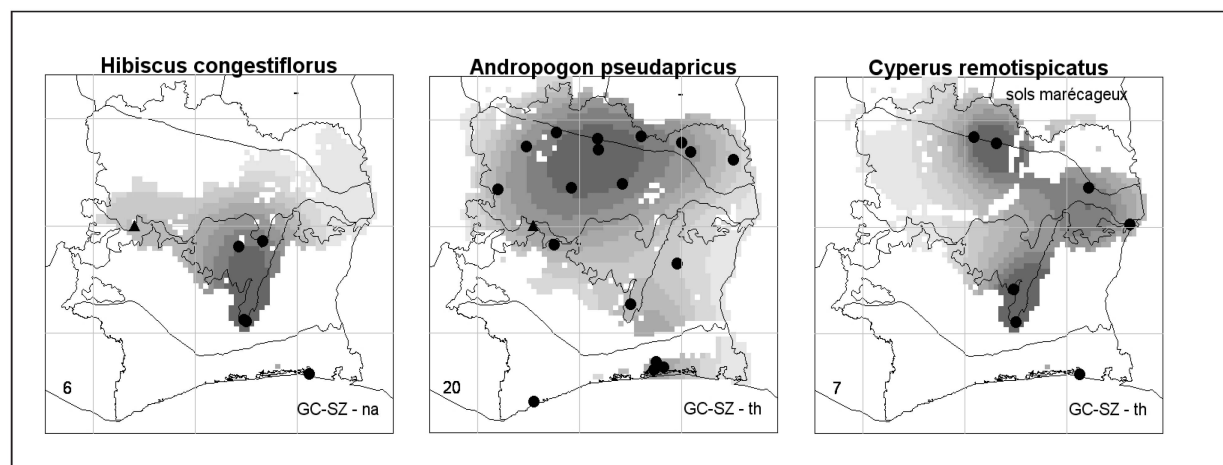 Hibiscus congestiflorus
6
GC-SZ - na
Andropogon pseudapricus
20
GC-SZ - th
Cyperus remotispicatus
sols marécageux
7
GC-SZ - th